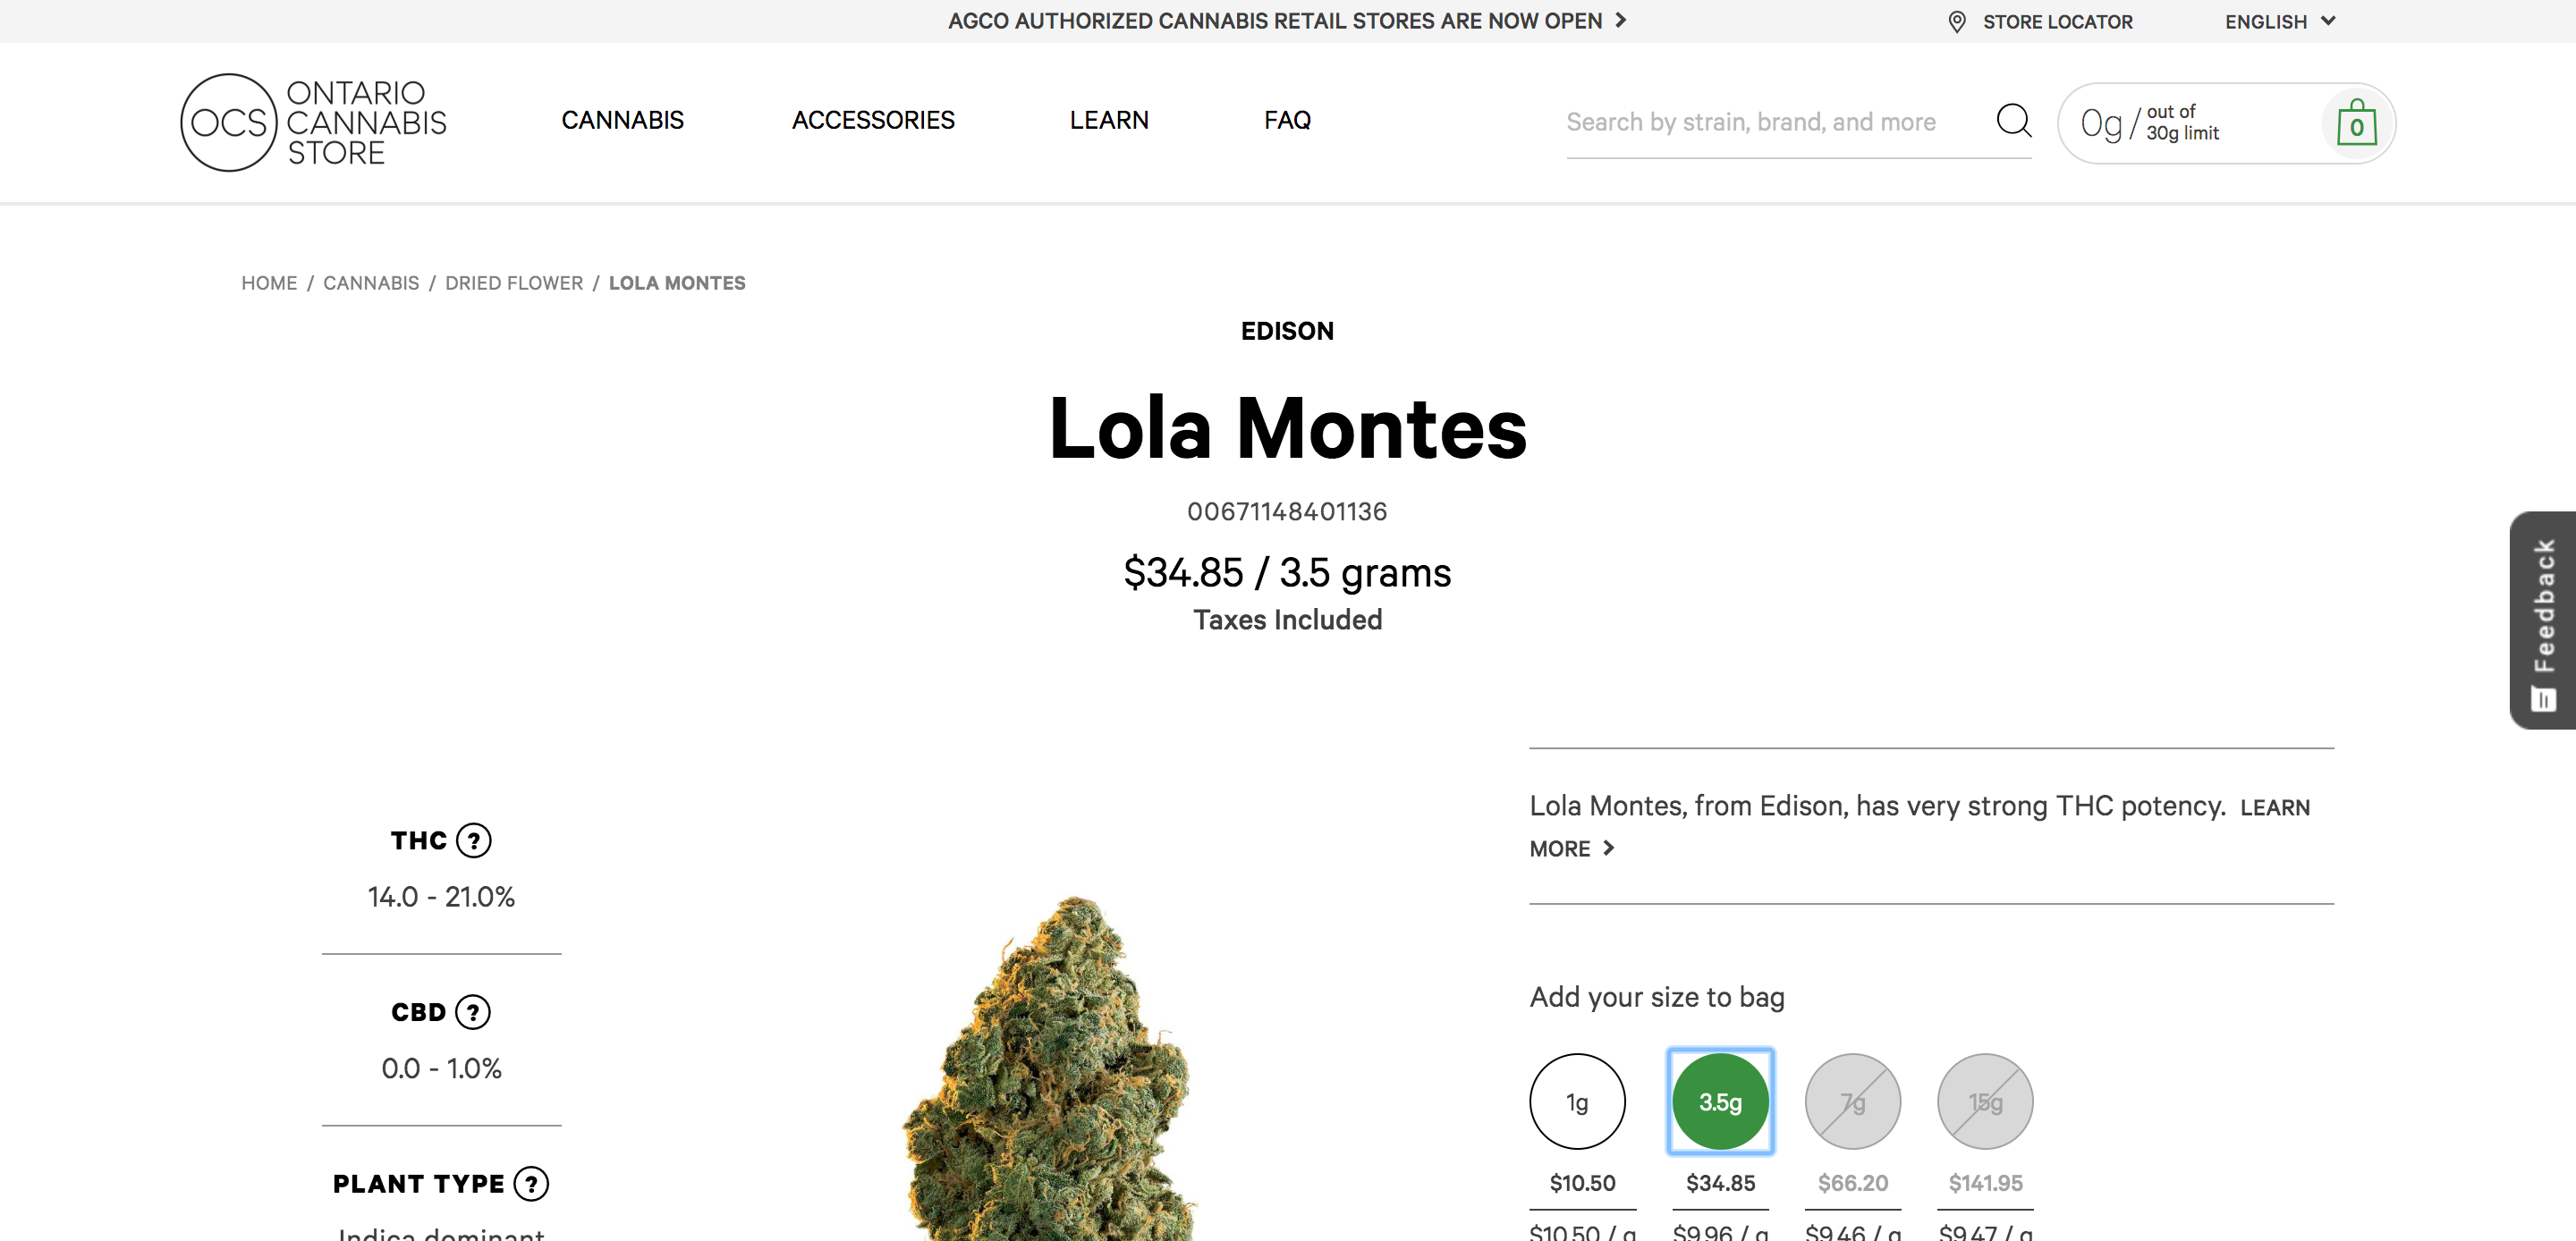 AGCO AUTHORIZED CANNABIS RETAIL STORES ARE NOW OPEN
STORE LOCATOR
ENGLISH
OCS
ONTARIO
CANNABIS
STORE
CANNABIS
ACCESSORIES
LEARN
FAQ
Search by strain, brand, and more
0g / out of
30g limit
0
HOME / CANNABIS / DRIED FLOWER / LOLA MONTES
EDISON
Lola Montes
00671148401136
$34.85 / 3.5 grams
Taxes Included
Feedback
THC ?
14.0 - 21.0%
CBD ?
0.0 - 1.0%
PLANT TYPE ?
Indica dominant
Lola Montes, from Edison, has very strong THC potency. LEARN
MORE
Add your size to bag
1g 3.5g 7g 15g
$10.50 $34.85 $66.20 $141.95
$10.50 / g $9.96 / g $9.46 / g $9.47 / g